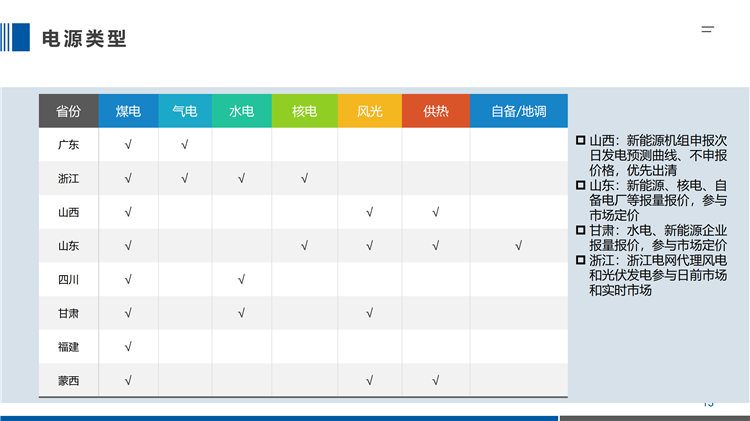 电源类型
省份 煤电 气电 水电 核电 风光 供热 自备/地调
广东 √ √
浙江 √ √ √ √
山西 √ √ √
山东 √ √ √ √ √
四川 √ √
甘肃 √ √ √
福建 √
蒙西 √ √ √
山西：新能源机组申报次
日发电预测曲线、不申报
价格，优先出清
山东：新能源、核电、自
备电厂等报量报价，参与
市场定价
甘肃：水电、新能源企业
报量报价，参与市场定价
浙江：浙江电网代理风电
和光伏发电参与日前市场
和实时市场